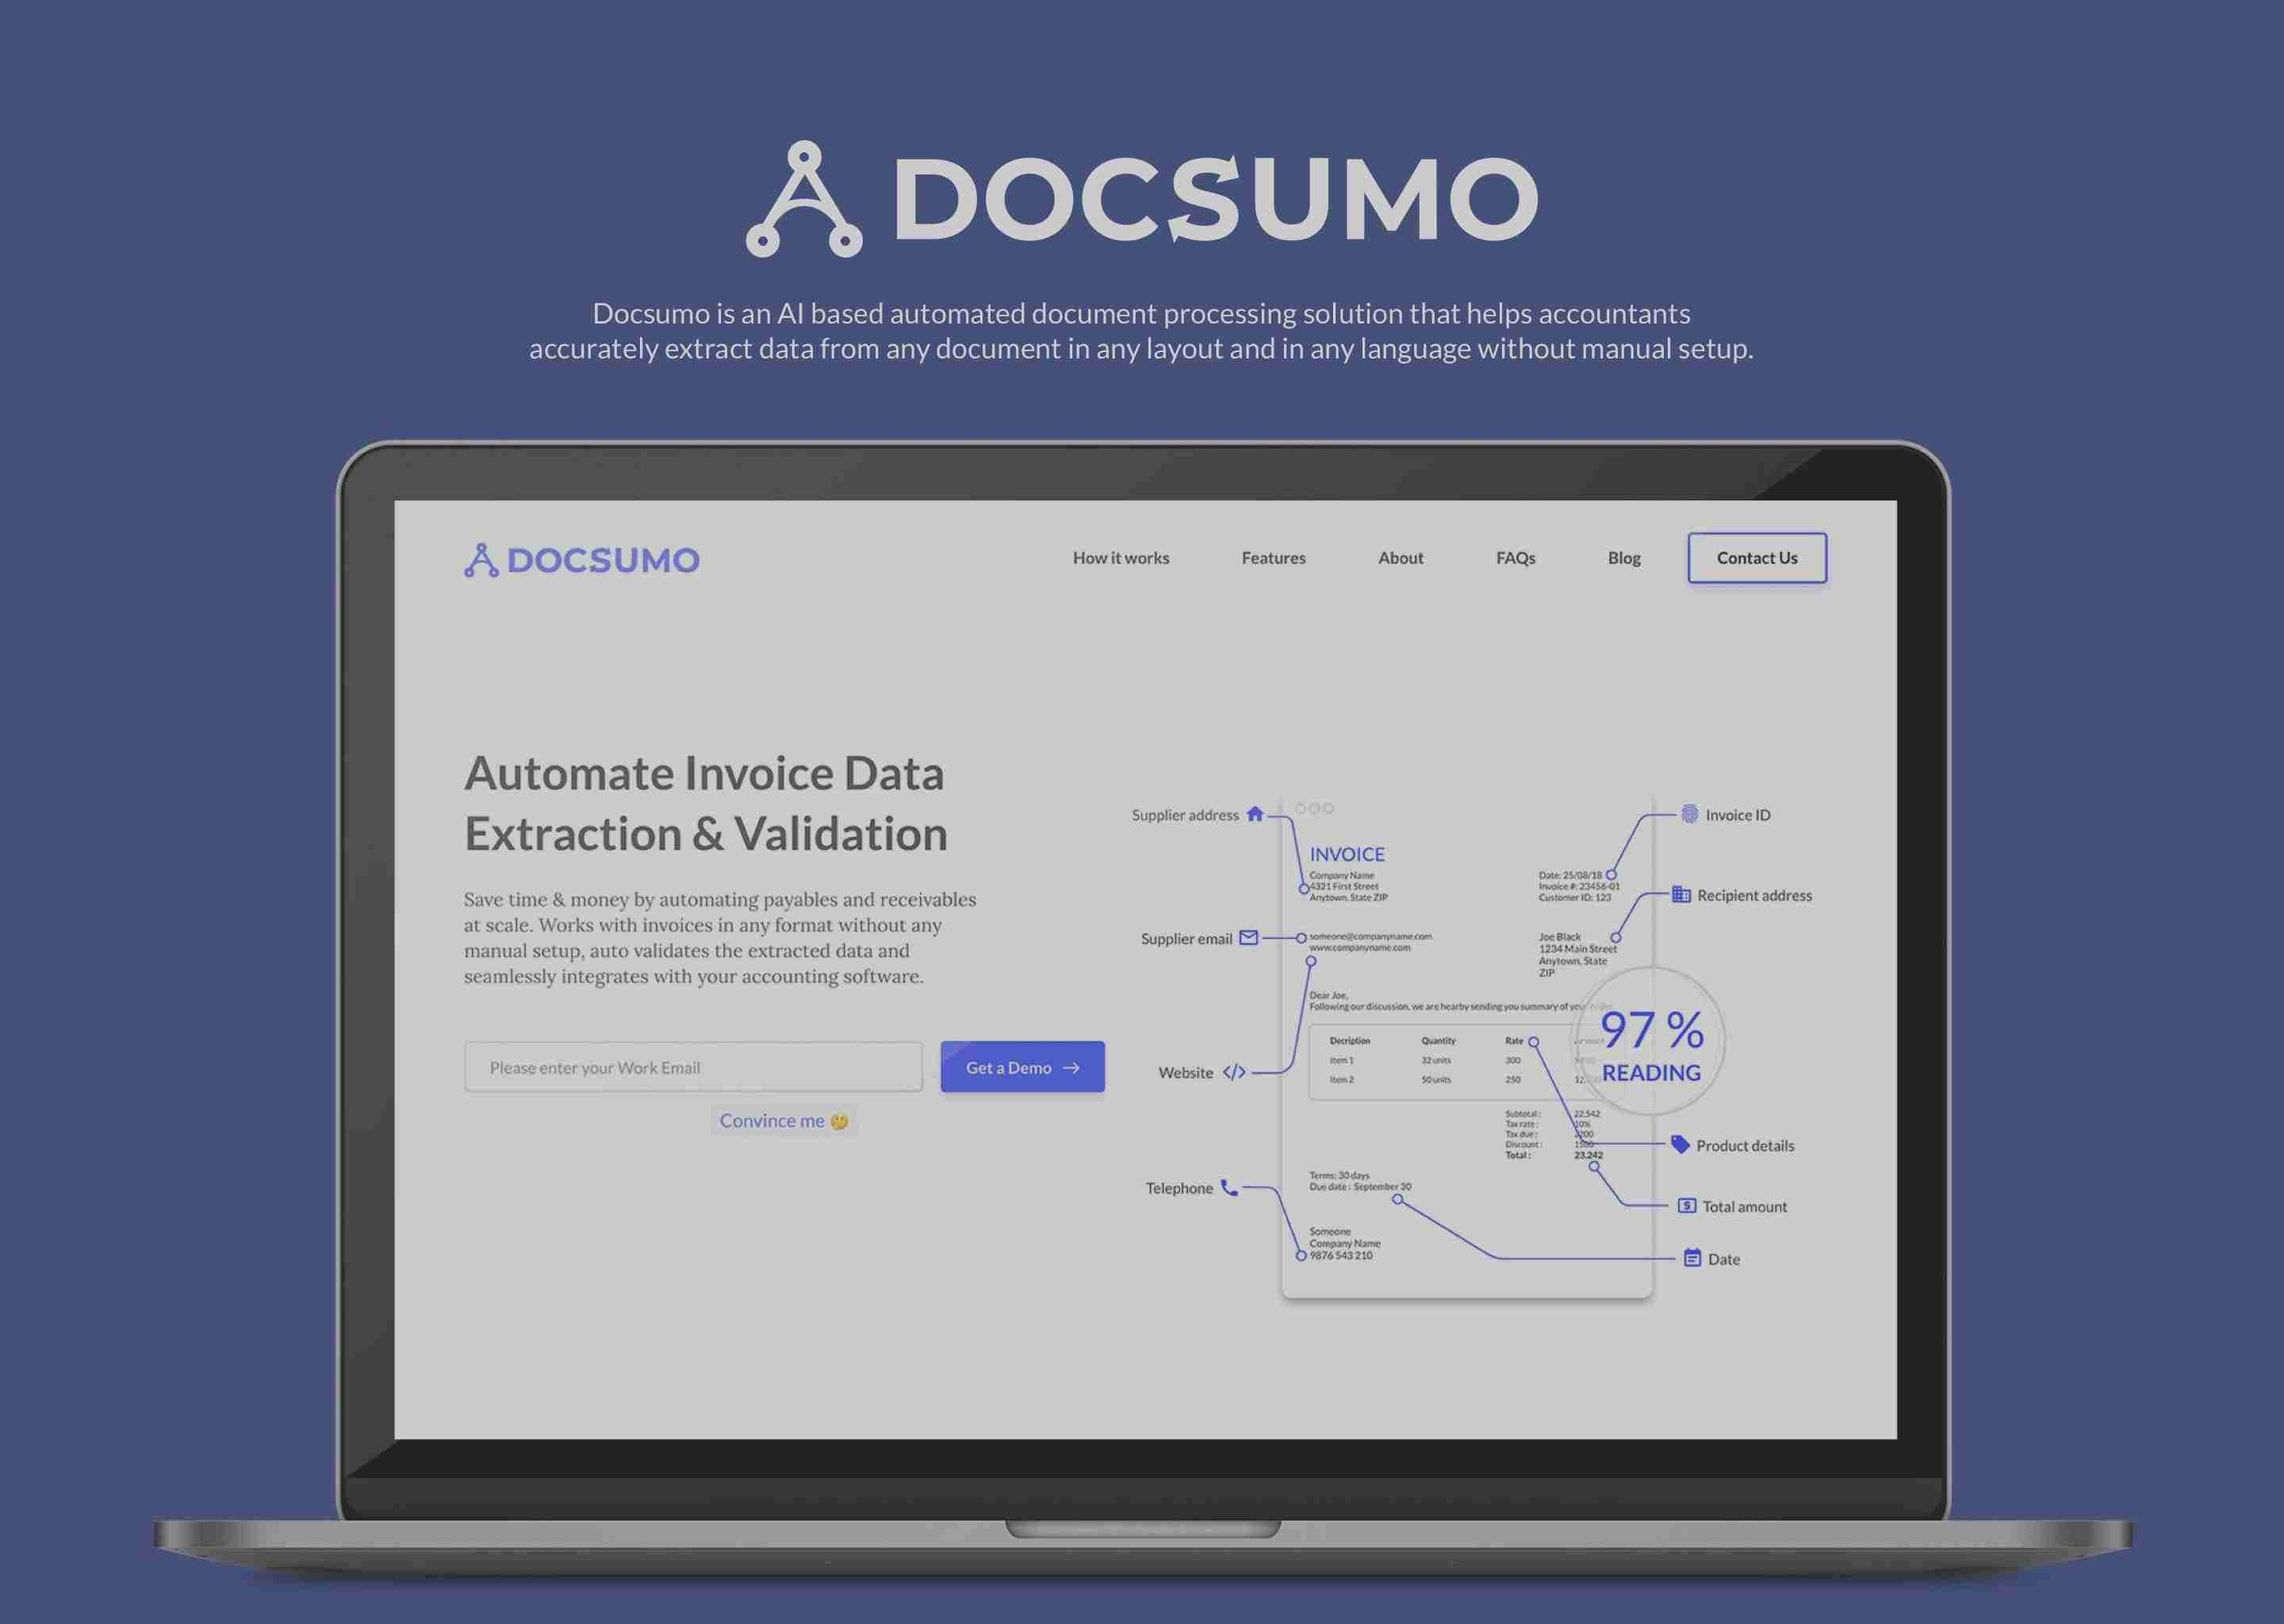 DOCSUMO
Docsumo is an AI based automated document processing solution that helps accountants
accurately extract data from any document in any layout and in any language without manual setup.
DOCSUMO
How it works
Features
About
FAQs
Blog
Contact Us
Automate Invoice Data
Extraction & Validation
Save time & money by automating payables and receivables
at scale. Works with invoices in any format without any
manual setup, auto validates the extracted data and
seamlessly integrates with your accounting software.
Please enter your Work Email
Get a Demo →
Convince me 🤔
Supplier address
Supplier email
Website </>
Telephone
INVOICE
Company Name
4321 First Street
Anytown, State ZIP
Date: 25/08/18
Invoice #: 23456-01
Customer ID: 123
someone@companyname.com
www.companyname.com
Joe Black
1234 Main Street
Anytown, State
ZIP
Dear Joe,
Following our discussion, we are hearby sending you summary of
Decription Quantity Rate
Item 1 32 units 300
Item 2 50 units 250
97 %
READING
Subtotal : 22,542
Tax rate : 10%
Tax due :
Discount :
Total : 23,242
Terms: 30 days
Due date : September 30
Someone
Company Name
9876 543 210
Invoice ID
Recipient address
Product details
Total amount
Date